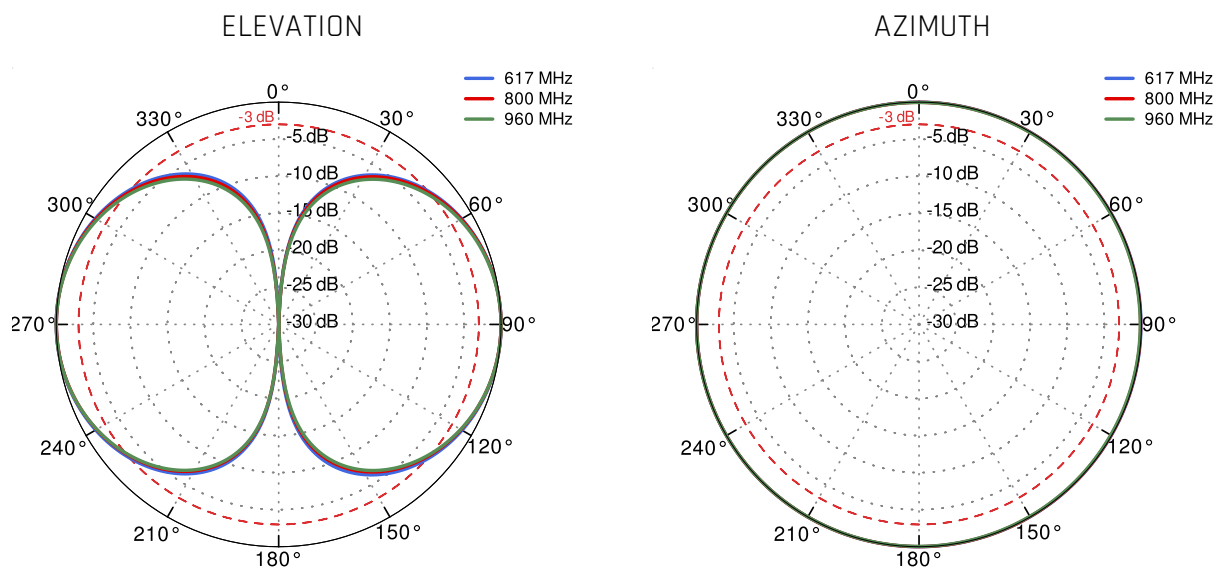 ELEVATION
617 MHz
800 MHz
960 MHz
0°
330°
-3 dB
30°
-5 dB
-10 dB
300°
-15 dB
60°
-20 dB
-25 dB
270°
-30 dB
90°
240°
120°
210°
150°
180°
AZIMUTH
617 MHz
800 MHz
960 MHz
0°
330°
-3 dB
30°
-5 dB
-10 dB
300°
-15 dB
60°
-20 dB
-25 dB
270°
-30 dB
90°
240°
120°
210°
150°
180°